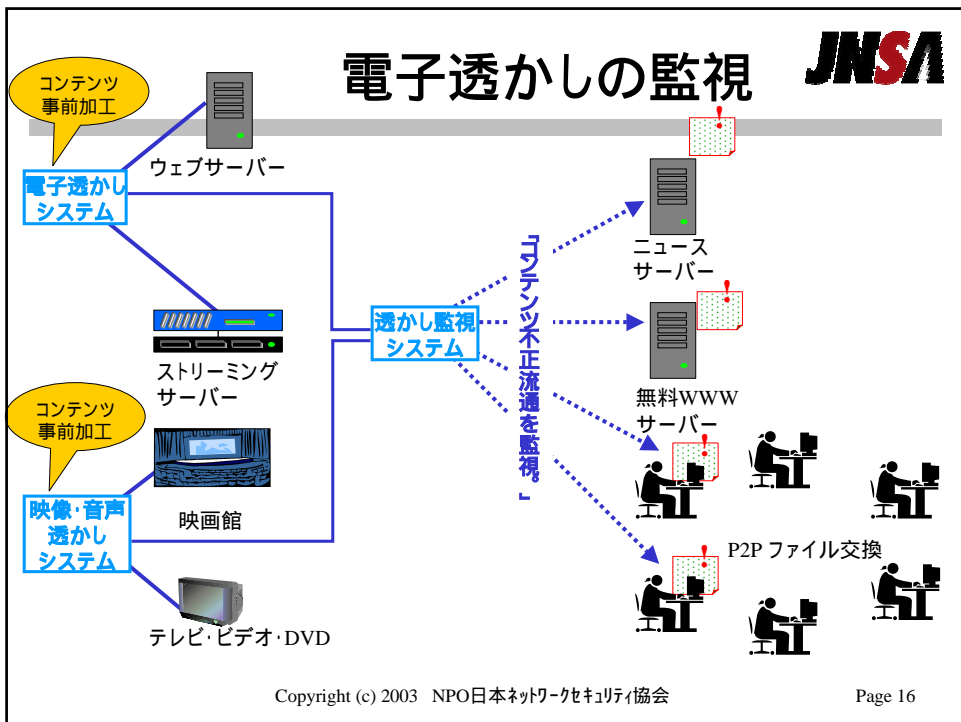 電子透かしの監視
JNSA
コンテンツ
事前加工
ウェブサーバー
電子透かし
システム
ストリーミング
サーバー
コンテンツ
事前加工
映像・音声
透かし
システム
映画館
テレビ・ビデオ・DVD
透かし監視
システム
「コンテンツ不正流通を監視。」
ニュース
サーバー
無料WWW
サーバー
P2P ファイル交換
Copyright (c) 2003 NPO日本ネットワークセキュリティ協会
Page 16